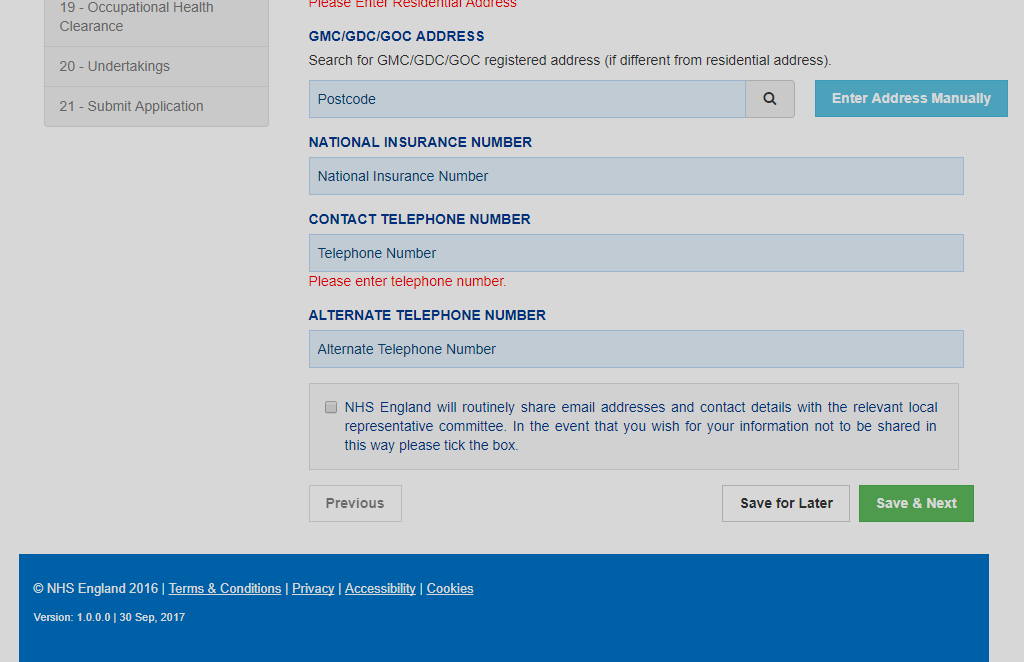 19 - Occupational Health
Clearance
20 - Undertakings
21 - Submit Application
Please Enter Residential Address
GMC/GDC/GOC ADDRESS
Search for GMC/GDC/GOC registered address (if different from residential address).
Postcode
Enter Address Manually
NATIONAL INSURANCE NUMBER
National Insurance Number
CONTACT TELEPHONE NUMBER
Telephone Number
Please enter telephone number.
ALTERNATE TELEPHONE NUMBER
Alternate Telephone Number
NHS England will routinely share email addresses and contact details with the relevant local
representative committee. In the event that you wish for your information not to be shared in
this way please tick the box.
Previous
Save for Later
Save & Next
© NHS England 2016 | Terms & Conditions | Privacy | Accessibility | Cookies
Version: 1.0.0.0 | 30 Sep, 2017